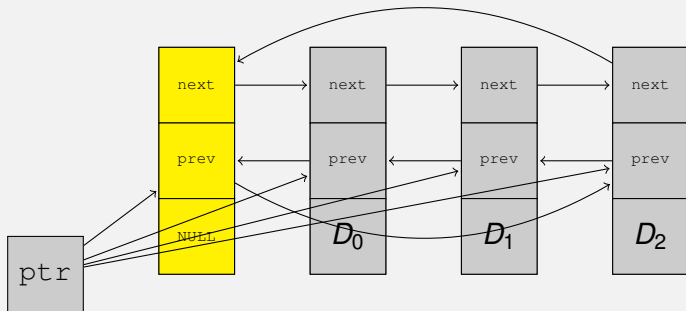 next next next next
prev prev prev prev
NULL D₀ D₁ D₂
ptr